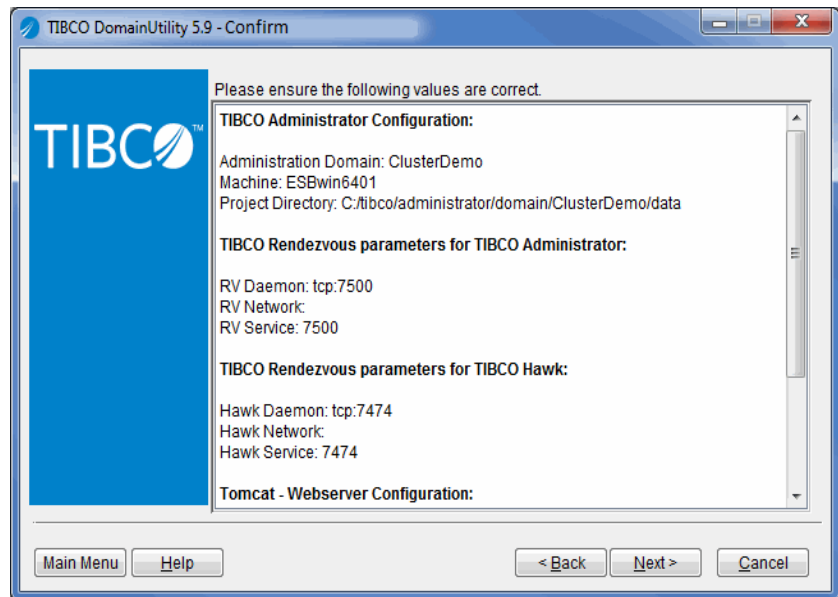 TIBCO DomainUtility 5.9 - Confirm
Please ensure the following values are correct.
TIBCO™
TIBCO Administrator Configuration:
Administration Domain: ClusterDemo
Machine: ESBwin6401
Project Directory: C:/tibco/administrator/domain/ClusterDemo/data
TIBCO Rendezvous parameters for TIBCO Administrator:
RV Daemon: tcp:7500
RV Network:
RV Service: 7500
TIBCO Rendezvous parameters for TIBCO Hawk:
Hawk Daemon: tcp:7474
Hawk Network:
Hawk Service: 7474
Tomcat - Webserver Configuration:
Main Menu Help < Back Next > Cancel